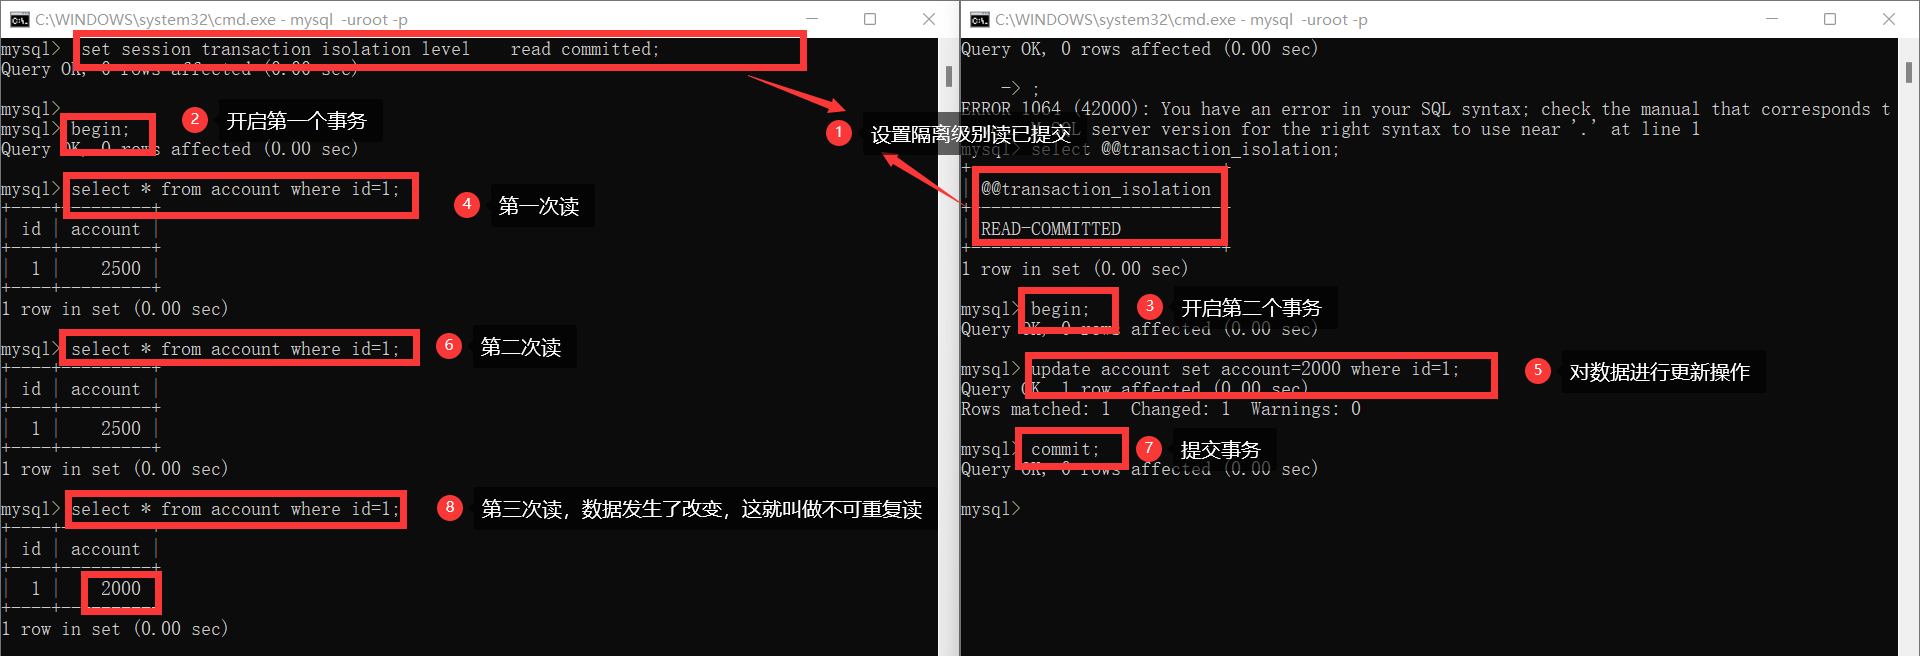 C:\WINDOWS\system32\cmd.exe - mysql  -uroot -p
mysql>  set session transaction isolation level    read committed;
Query OK, 0 rows affected (0.00 sec)
mysql>
mysql> begin;
2 开启第一个事务
Query OK, 0 rows affected (0.00 sec)
mysql> select * from account where id=1;
4 第一次读
+----+---------+
| id | account |
+----+---------+
|  1 |    2500 |
+----+---------+
1 row in set (0.00 sec)
mysql> select * from account where id=1;
6 第二次读
+----+---------+
| id | account |
+----+---------+
|  1 |    2500 |
+----+---------+
1 row in set (0.00 sec)
mysql> select * from account where id=1;
8 第三次读，数据发生了改变，这就叫做不可重复读
+----+---------+
| id | account |
+----+---------+
|  1 |    2000 |
+----+---------+
1 row in set (0.00 sec)
1 设置隔离级别读已提交
C:\WINDOWS\system32\cmd.exe - mysql  -uroot -p
Query OK, 0 rows affected (0.00 sec)
    -> ;
ERROR 1064 (42000): You have an error in your SQL syntax; check the manual that corresponds t
SQL server version for the right syntax to use near '.' at line 1
mysql> select @@transaction_isolation;
+-------------------------+
| @@transaction_isolation
+-------------------------+
| READ-COMMITTED
+-------------------------+
1 row in set (0.00 sec)
mysql> begin;
3 开启第二个事务
Query OK, 0 rows affected (0.00 sec)
mysql> update account set account=2000 where id=1;
5 对数据进行更新操作
Query OK, 1 row affected (0.00 sec)
Rows matched: 1  Changed: 1  Warnings: 0
mysql> commit;
7 提交事务
Query OK, 0 rows affected (0.00 sec)
mysql>